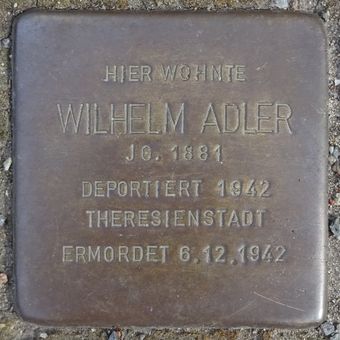 HIER WOHNTE
WILHELM ADLER
JG. 1881
DEPORTIERT 1942
THERESIENSTADT
ERMORDET 6.12.1942